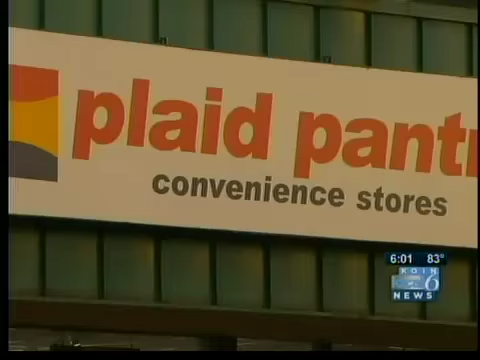 plaid pant
convenience stores
6:01 83°
KOIN
6
NEWS